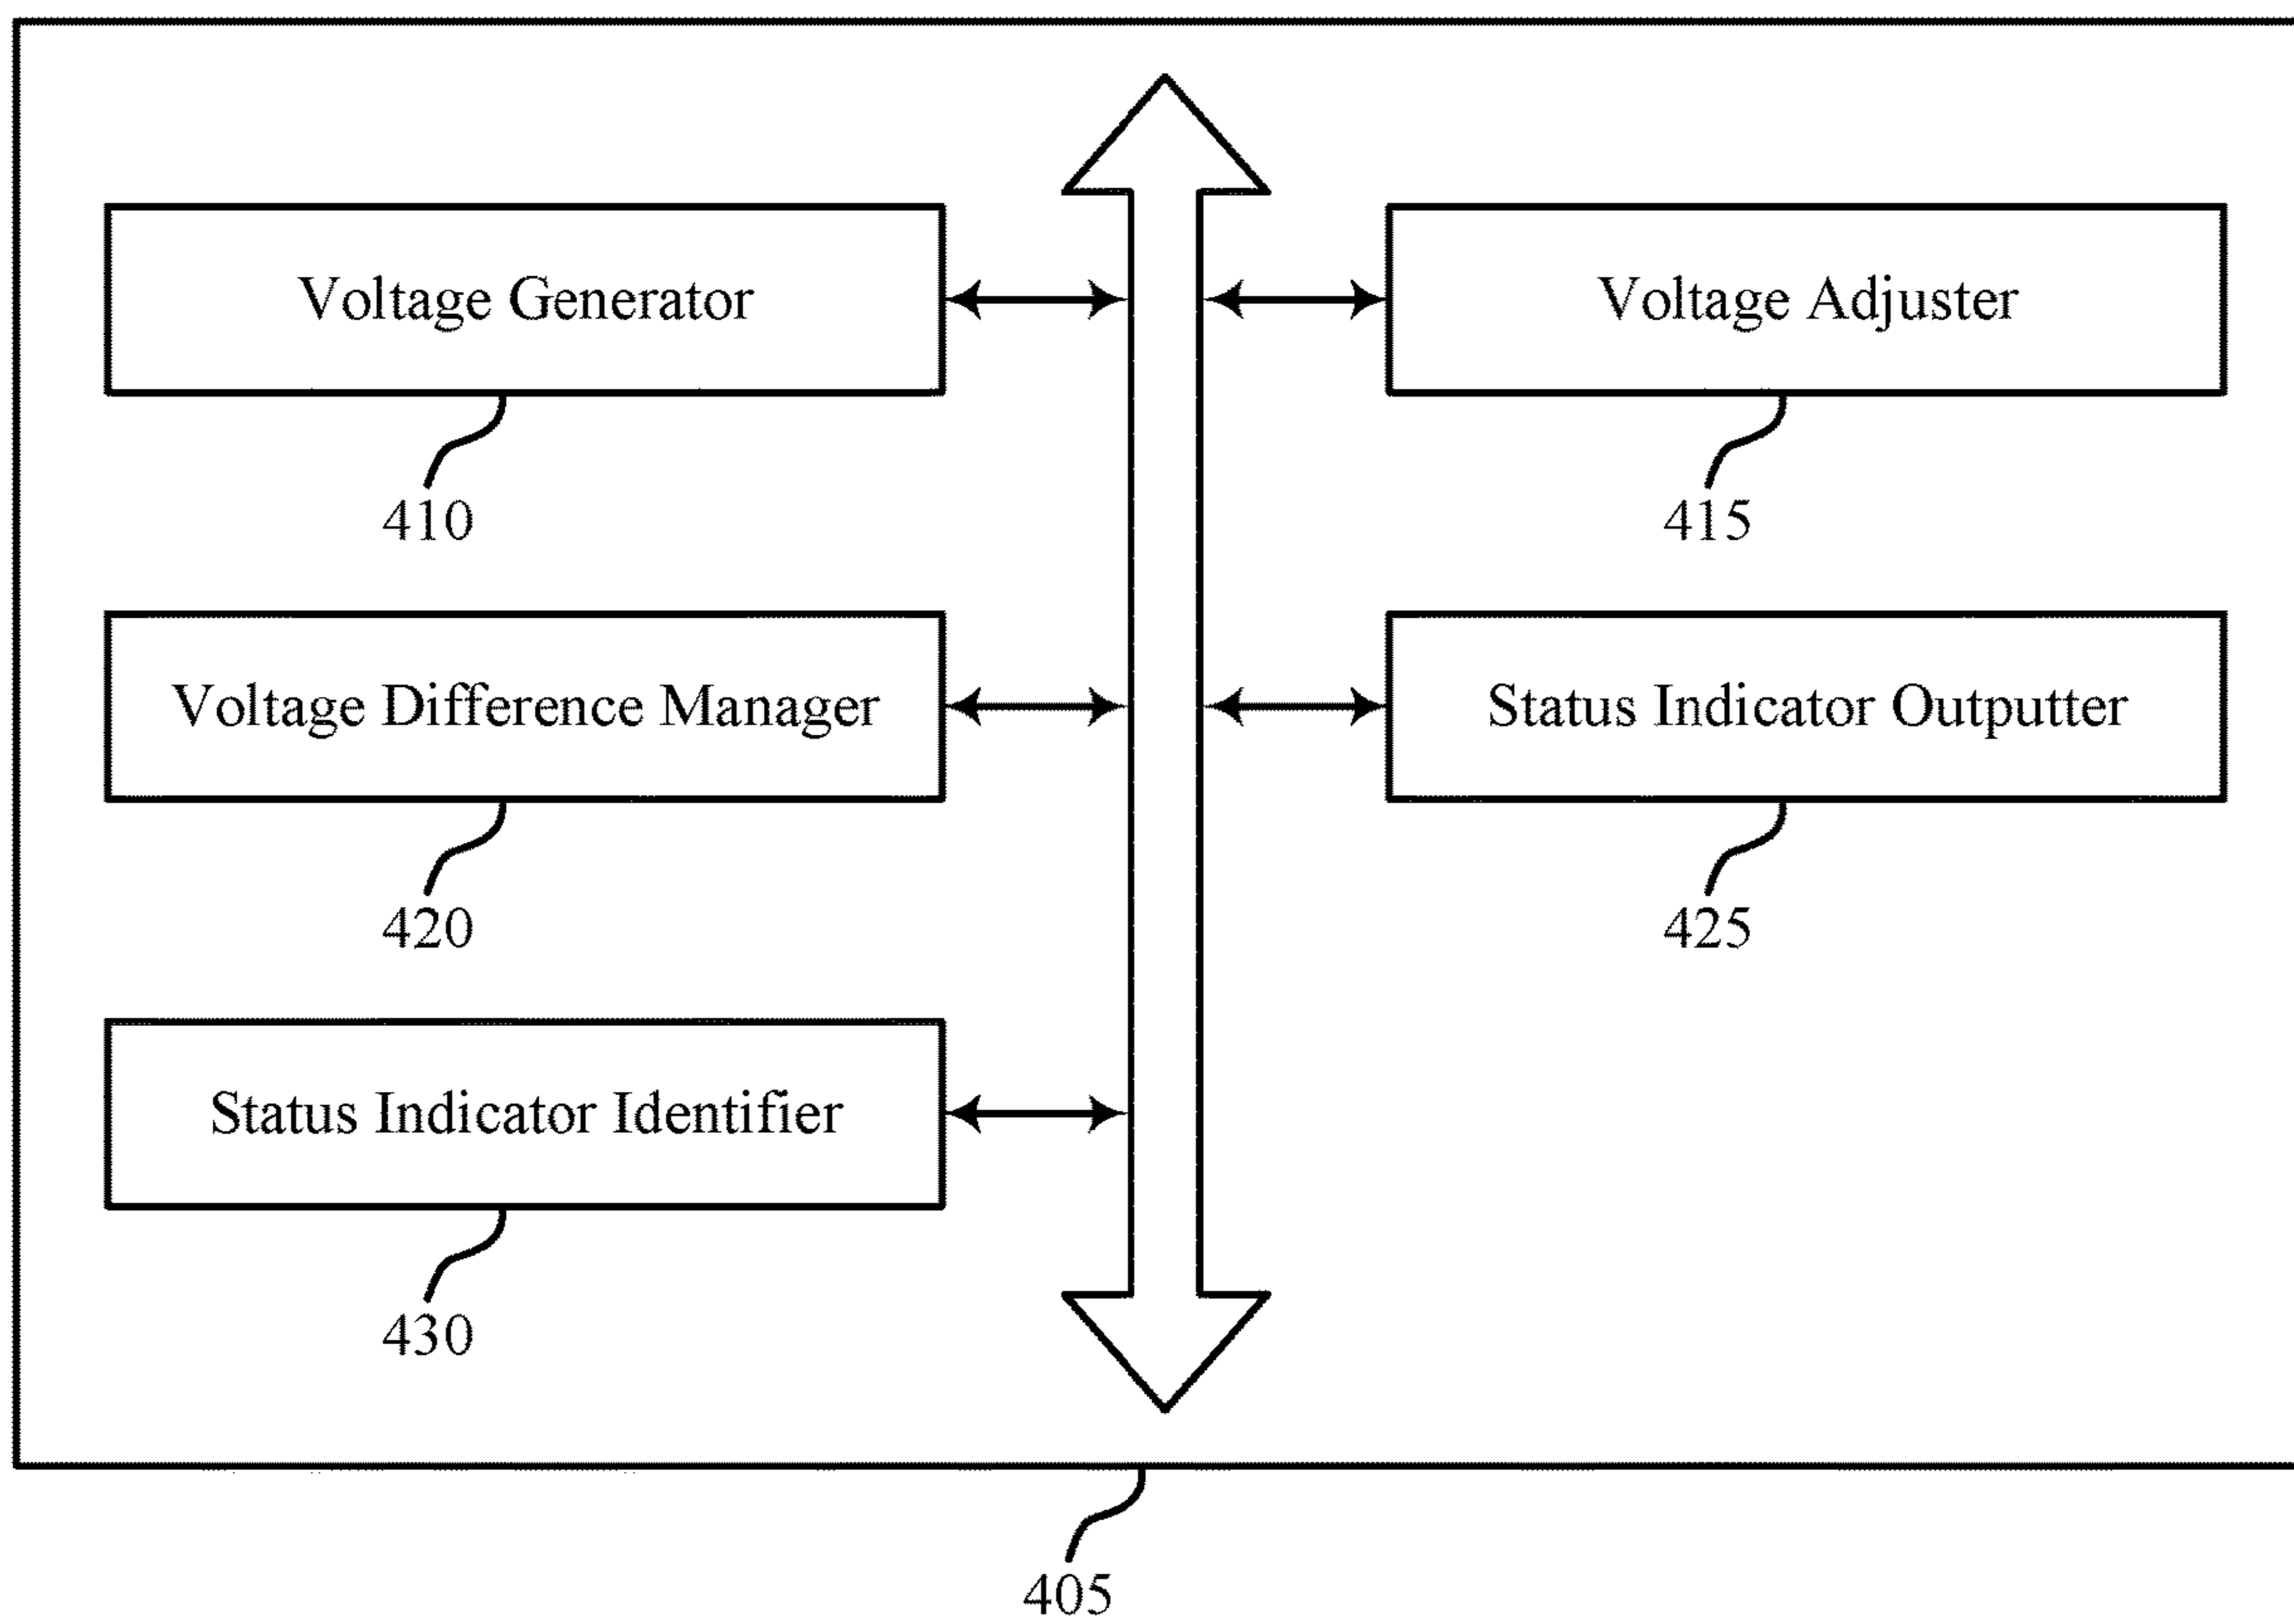 Voltage Generator
Voltage Adjuster
410
415
Voltage Difference Manager
Status Indicator Outputter
420
425
Status Indicator Identifier
430
405